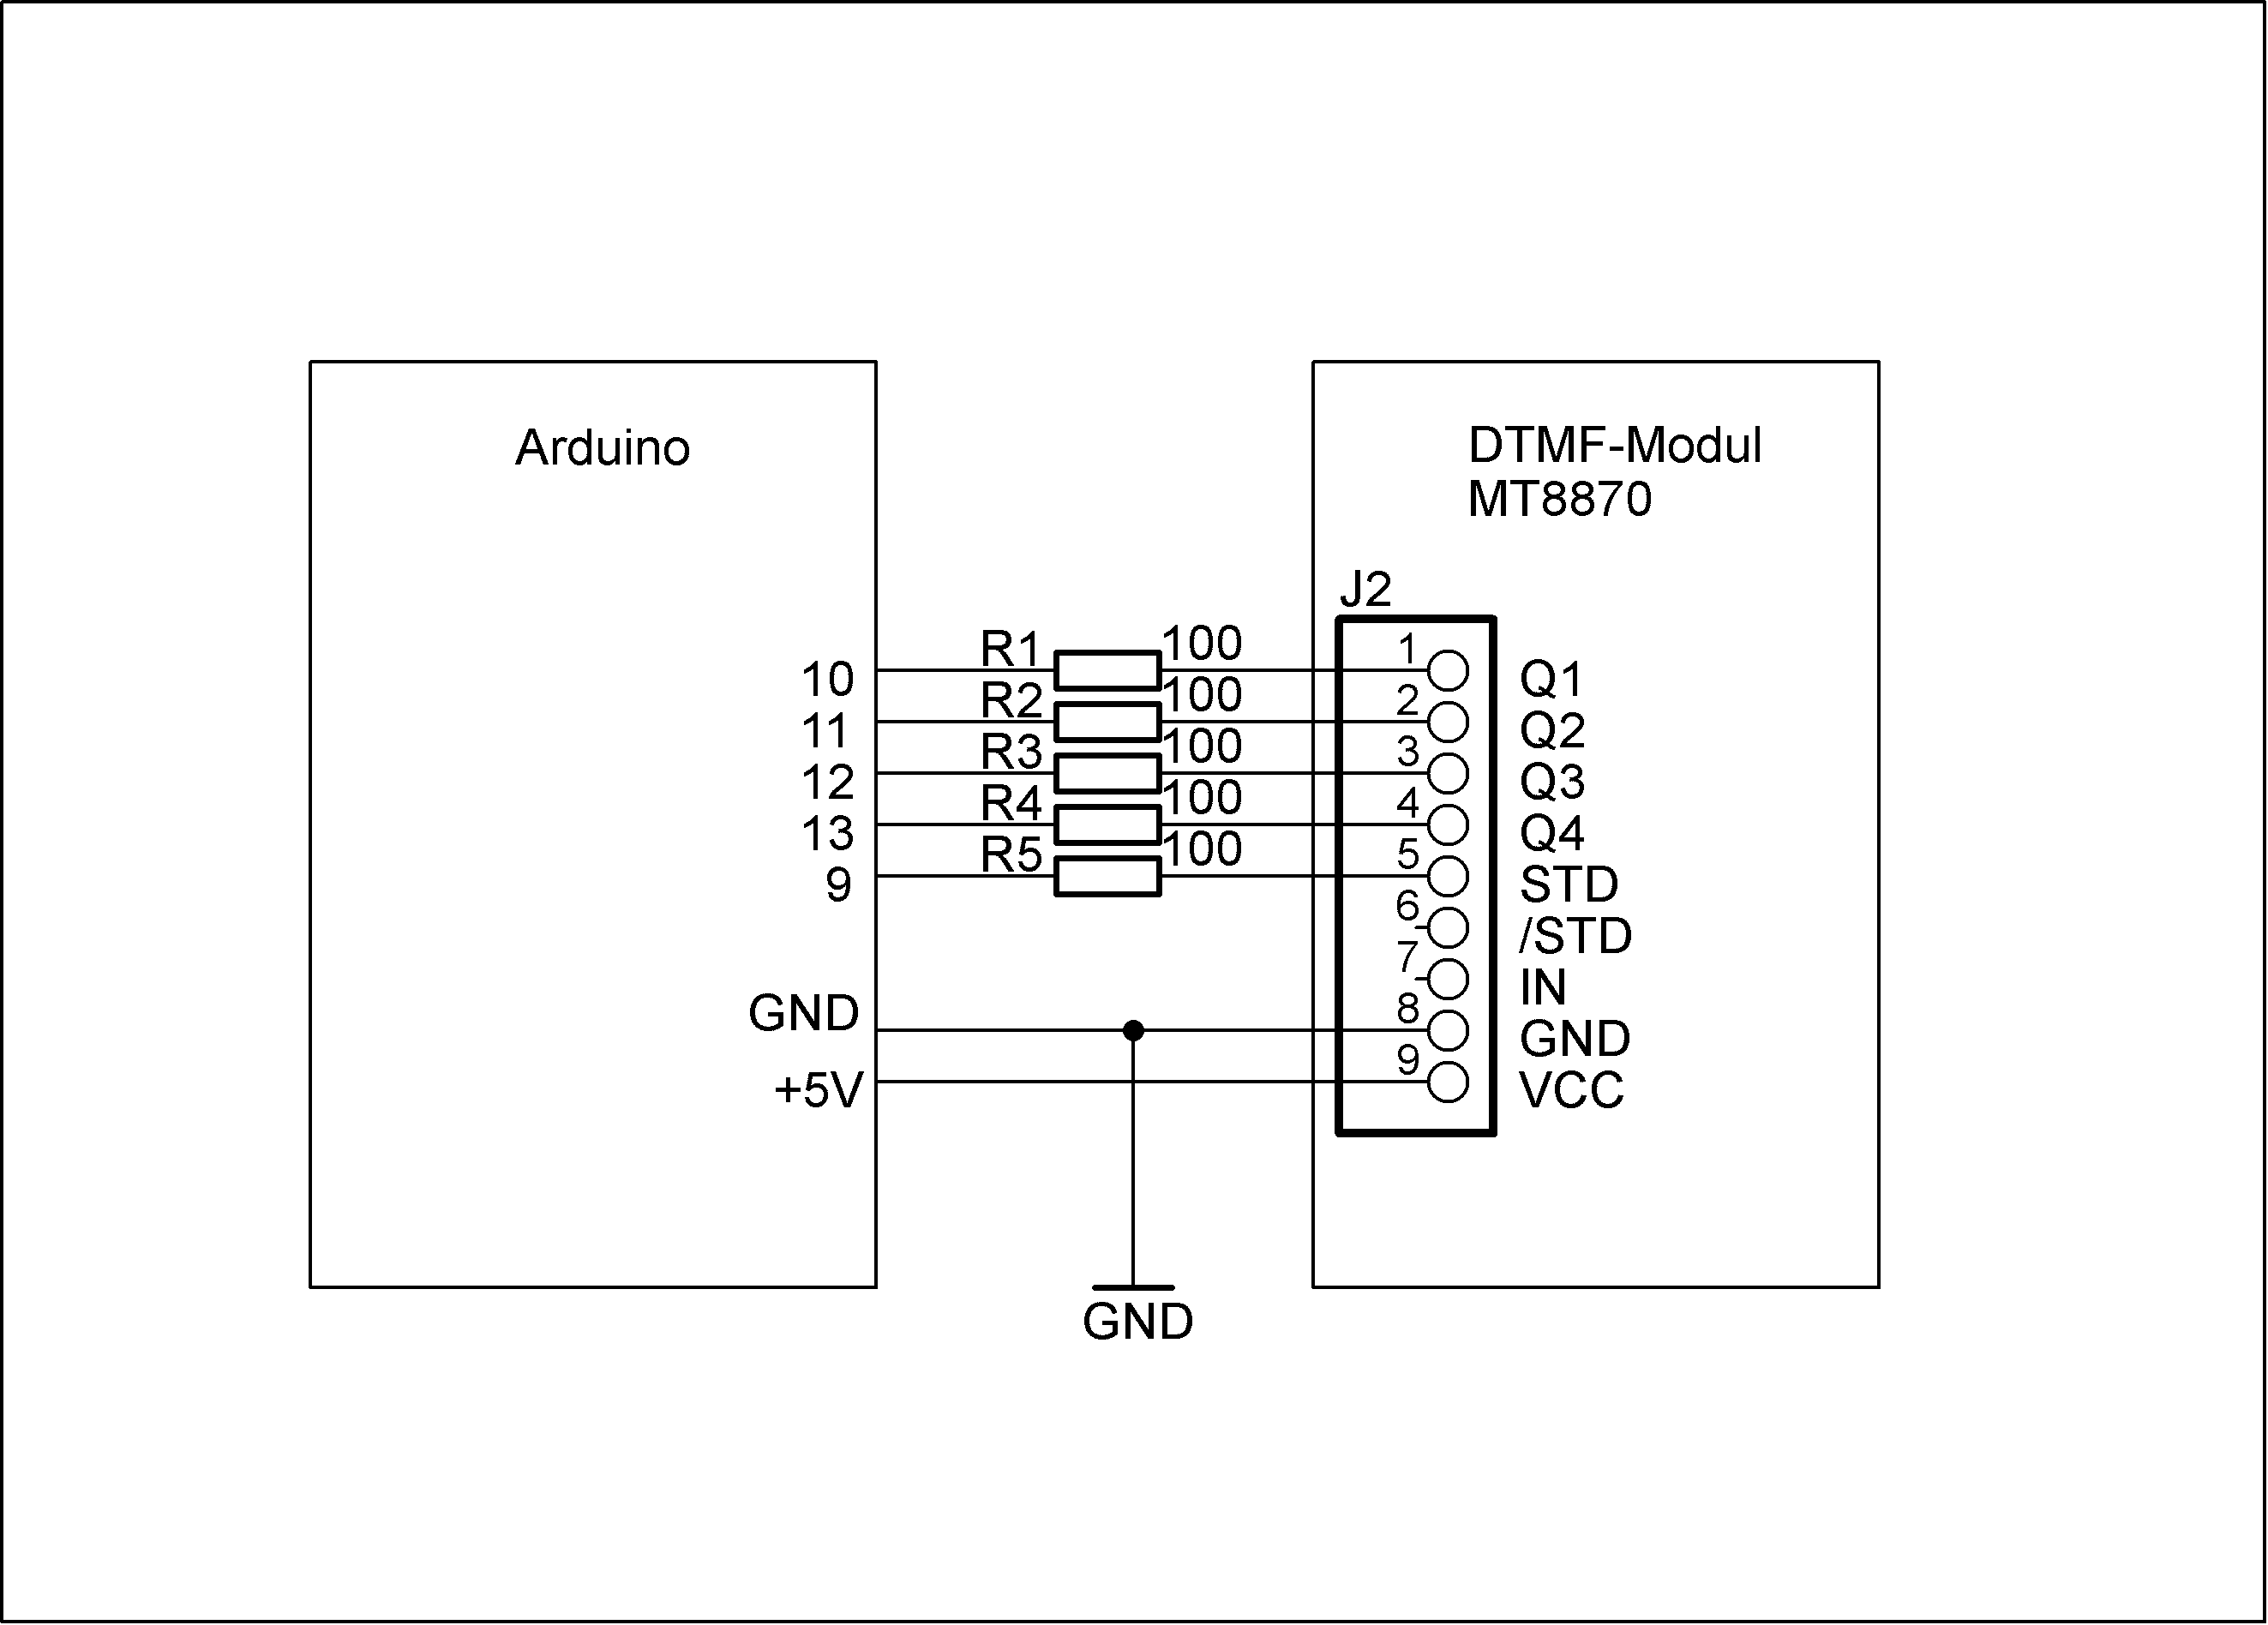 Arduino
DTMF-Modul
MT8870
J2
10 R1 100 1 Q1
11 R2 100 2 Q2
12 R3 100 3 Q3
13 R4 100 4 Q4
9 R5 100 5 STD
6 /STD
7 IN
GND 8 GND
+5V 9 VCC
GND